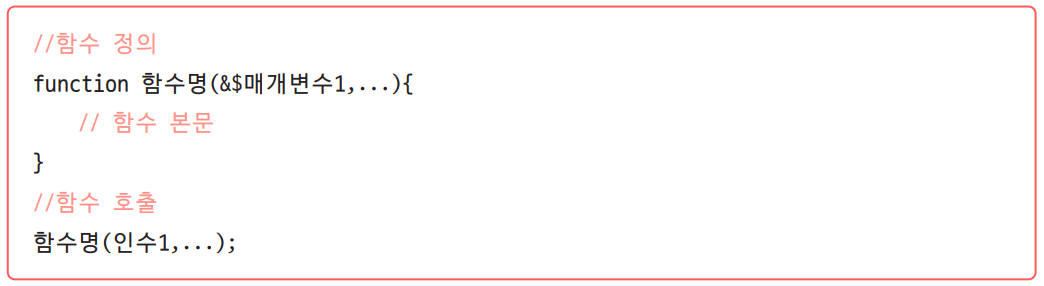 //함수 정의
function 함수명(&$매개변수1,...){
// 함수 본문
}
//함수 호출
함수명(인수1,...);